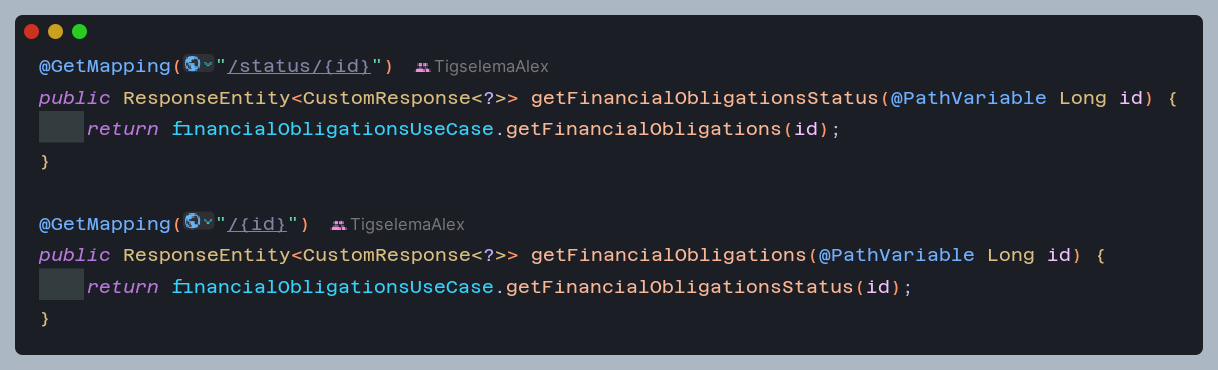 @GetMapping("/status/{id}") TigselemaAlex
public ResponseEntity<CustomResponse<?>> getFinancialObligationsStatus(@PathVariable Long id) {
return financialObligationsUseCase.getFinancialObligations(id);
}
@GetMapping("/{id}") TigselemaAlex
public ResponseEntity<CustomResponse<?>> getFinancialObligations(@PathVariable Long id) {
return financialObligationsUseCase.getFinancialObligationsStatus(id);
}